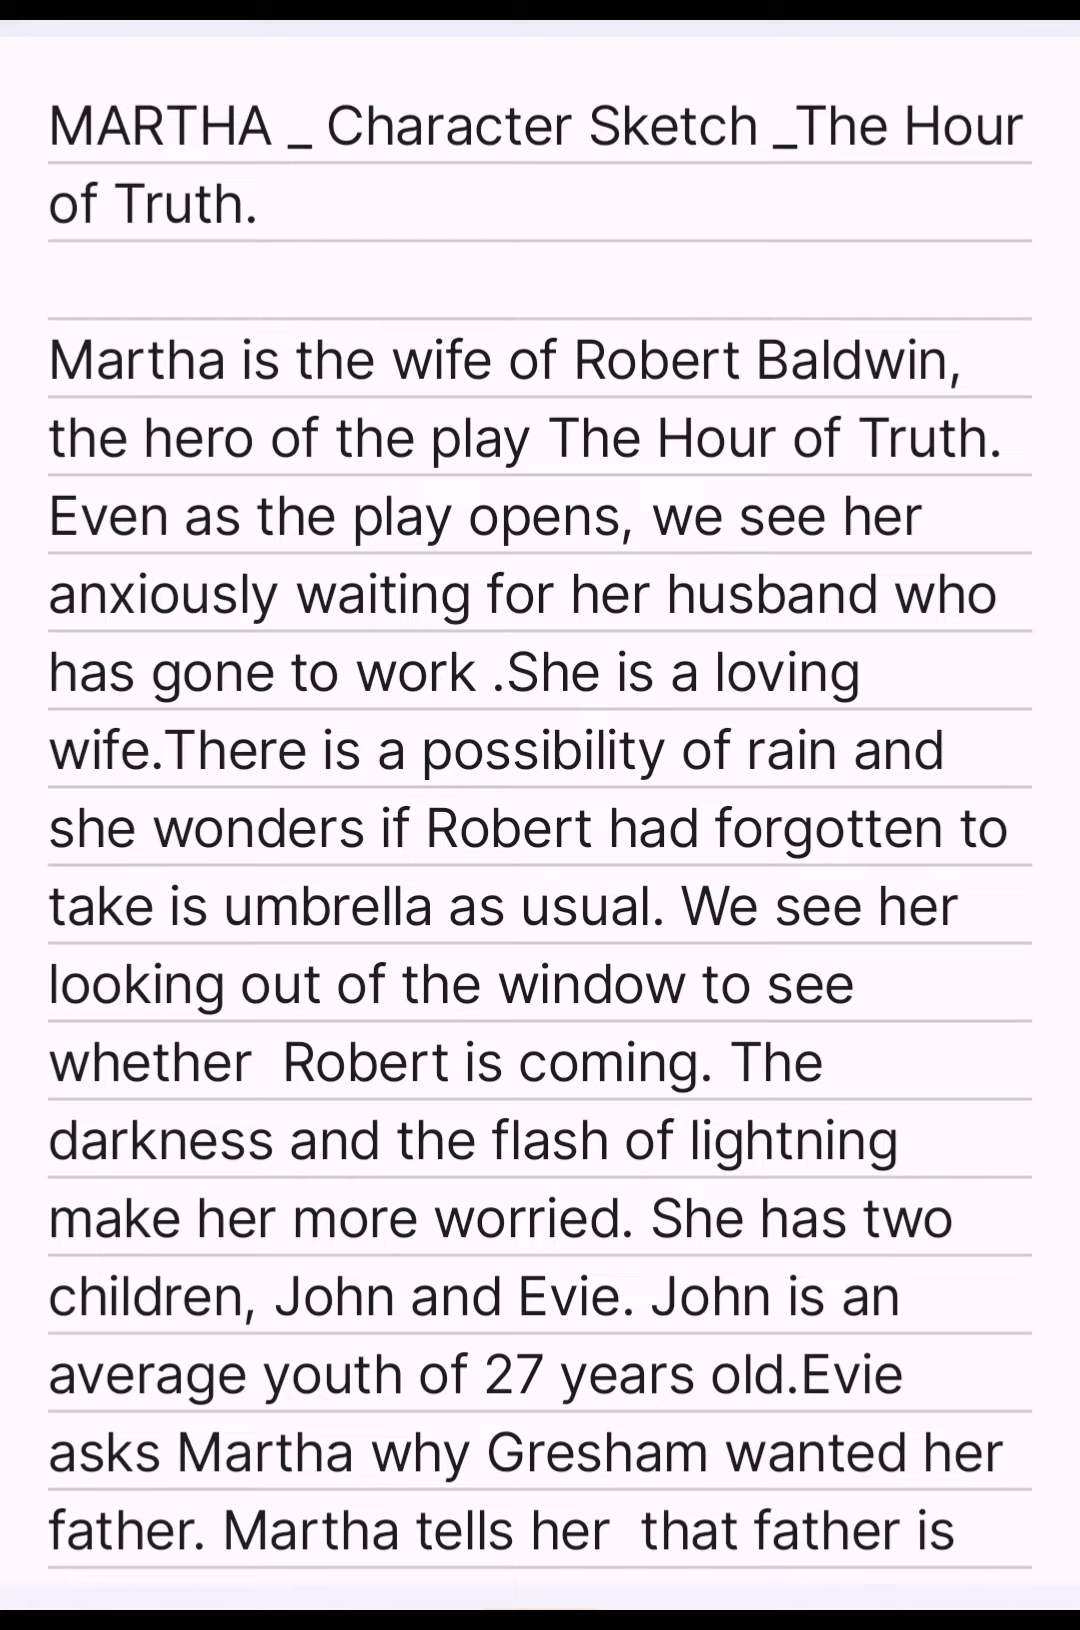 MARTHA _ Character Sketch _The Hour
of Truth.
Martha is the wife of Robert Baldwin,
the hero of the play The Hour of Truth.
Even as the play opens, we see her
anxiously waiting for her husband who
has gone to work .She is a loving
wife.There is a possibility of rain and
she wonders if Robert had forgotten to
take is umbrella as usual. We see her
looking out of the window to see
whether  Robert is coming. The
darkness and the flash of lightning
make her more worried. She has two
children, John and Evie. John is an
average youth of 27 years old.Evie
asks Martha why Gresham wanted her
father. Martha tells her  that father is